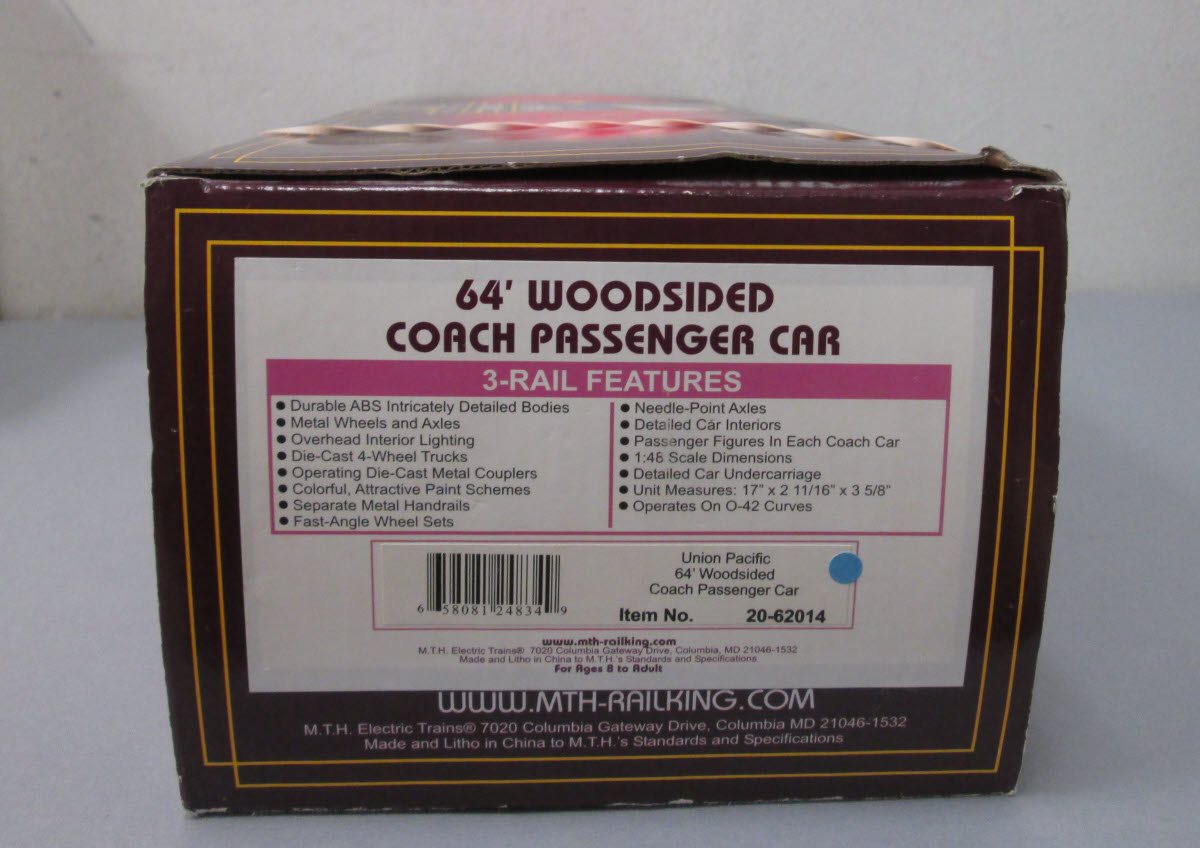 64' WOODSIDED
COACH PASSENGER CAR
3-RAIL FEATURES
● Durable ABS Intricately Detailed Bodies
● Metal Wheels and Axles
● Overhead Interior Lighting
● Die-Cast 4-Wheel Trucks
● Operating Die-Cast Metal Couplers
● Colorful, Attractive Paint Schemes
● Separate Metal Handrails
● Fast-Angle Wheel Sets
● Needle-Point Axles
● Detailed Car Interiors
● Passenger Figures In Each Coach Car
● 1:48 Scale Dimensions
● Detailed Car Undercarriage
● Unit Measures: 17" x 2 11/16" x 3 5/8"
● Operates On O-42 Curves
6 58081 24834 9
Union Pacific
64' Woodsided
Coach Passenger Car
Item No. 20-62014
www.mth-railking.com
M.T.H. Electric Trains® 7020 Columbia Gateway Drive, Columbia, MD 21046-1532
Made and Litho in China to M.T.H.'s Standards and Specifications
For Ages 8 to Adult
WWW.MTH-RAILKING.COM
M.T.H. Electric Trains® 7020 Columbia Gateway Drive, Columbia MD 21046-1532
Made and Litho in China to M.T.H.'s Standards and Specifications